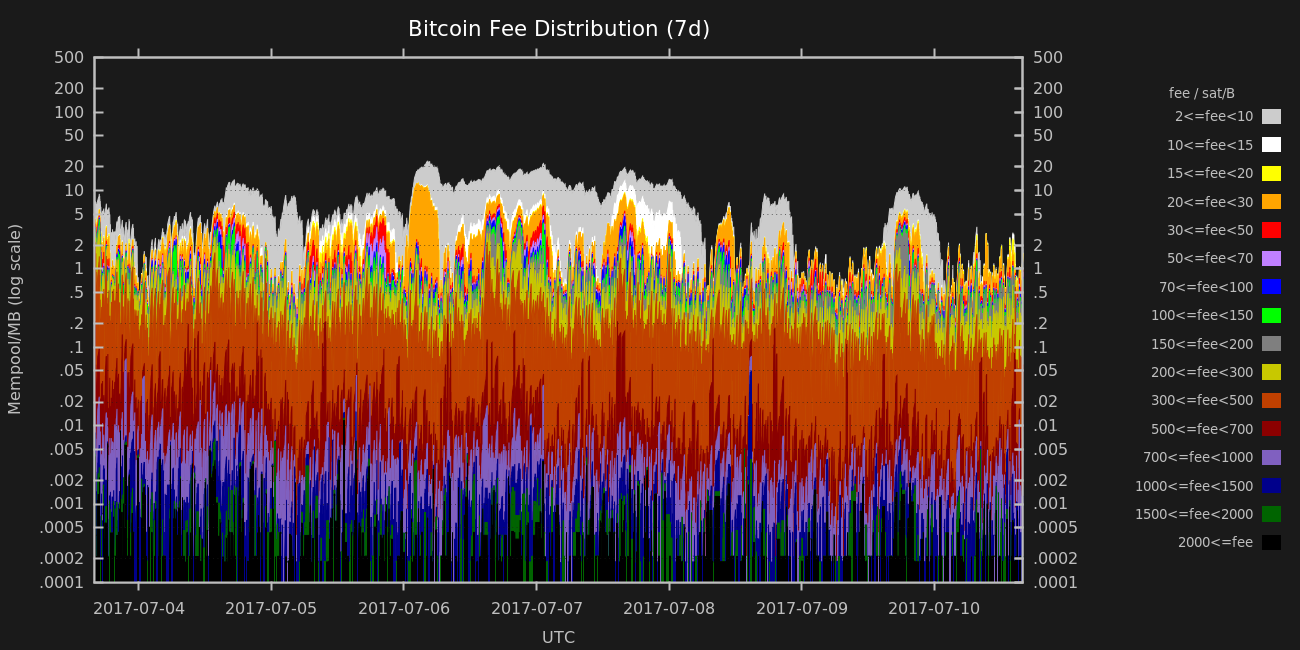 Bitcoin Fee Distribution (7d)
500
200
100
50
20
10
5
2
1
.5
.2
.1
.05
.02
.01
.005
.002
.001
.0005
.0002
.0001
Mempool/MB (log scale)
500
200
100
50
20
10
5
2
1
.5
.2
.1
.05
.02
.01
.005
.002
.001
.0005
.0002
.0001
2017-07-04 2017-07-05 2017-07-06 2017-07-07 2017-07-08 2017-07-09 2017-07-10
UTC
fee / sat/B
2<=fee<10
10<=fee<15
15<=fee<20
20<=fee<30
30<=fee<50
50<=fee<70
70<=fee<100
100<=fee<150
150<=fee<200
200<=fee<300
300<=fee<500
500<=fee<700
700<=fee<1000
1000<=fee<1500
1500<=fee<2000
2000<=fee